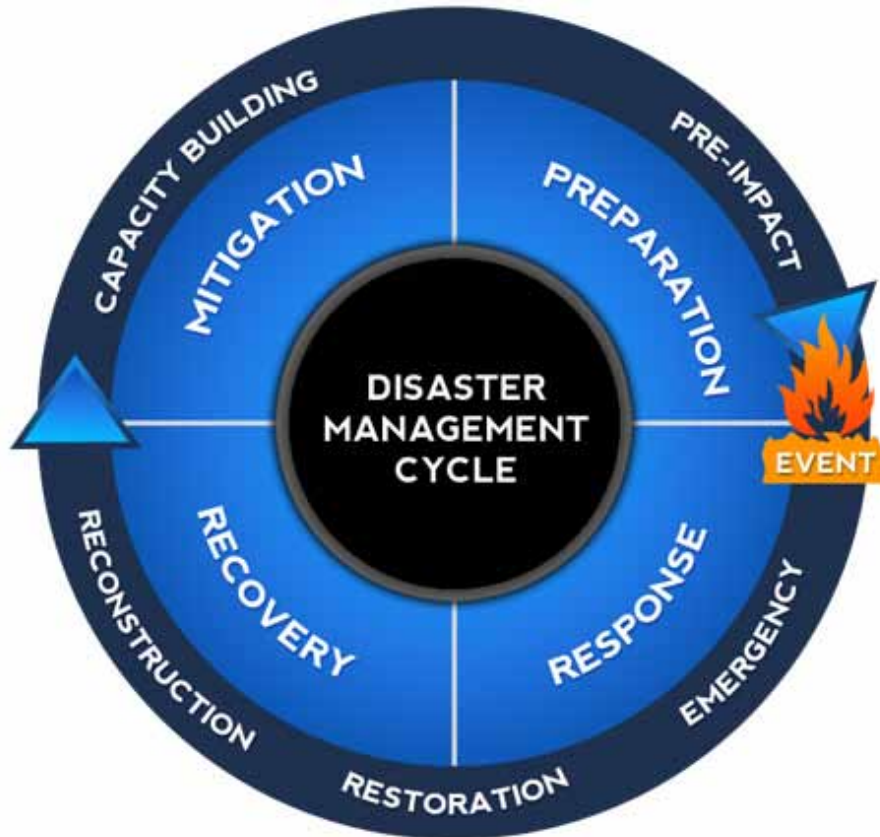 CAPACITY BUILDING
PRE-IMPACT
MITIGATION
PREPARATION
DISASTER
MANAGEMENT
CYCLE
EVENT
RECOVERY
RESPONSE
RECONSTRUCTION
EMERGENCY
RESTORATION